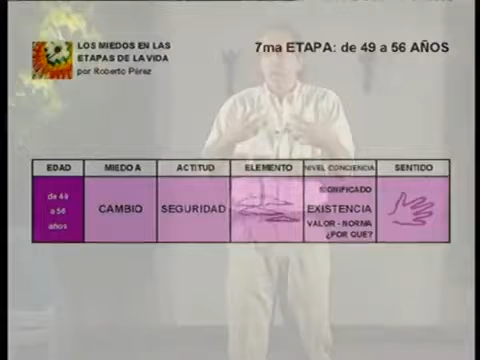 LOS MIEDOS EN LAS
ETAPAS DE LA VIDA
por Roberto Pérez
7ma ETAPA: de 49 a 56 AÑOS
EDAD MIEDO A ACTITUD ELEMENTO NIVEL CONCIENCIA SENTIDO
de 49
a 56
años
CAMBIO
SEGURIDAD
SIGNIFICADO
EXISTENCIA
VALOR - NORMA
¿POR QUE?